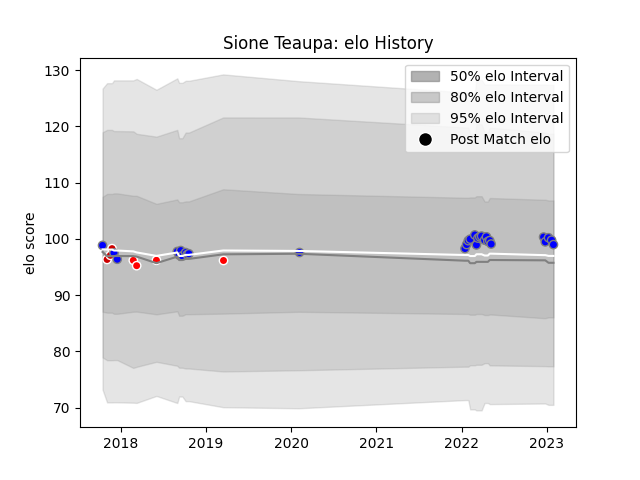 Sione Teaupa: elo History
130
120
110
100
90
80
70
elo score
50% elo Interval
80% elo Interval
95% elo Interval
Post Match elo
2018
2019
2020
2021
2022
2023